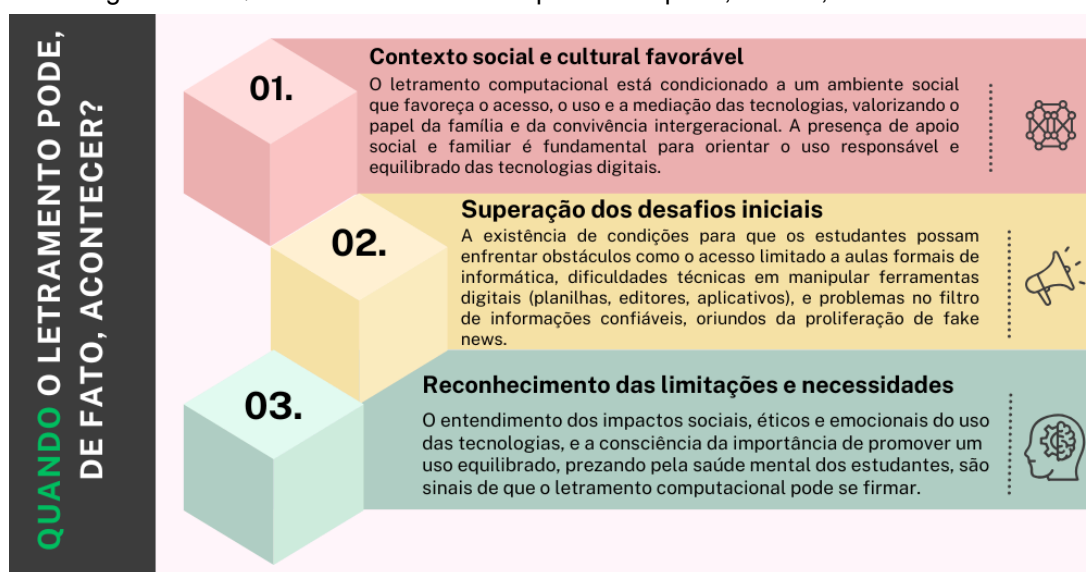 QUANDO O LETRAMENTO PODE,
DE FATO, ACONTECER?
01.
Contexto social e cultural favorável
O letramento computacional está condicionado a um ambiente social
que favoreça o acesso, o uso e a mediação das tecnologias, valorizando o
papel da família e da convivência intergeracional. A presença de apoio
social e familiar é fundamental para orientar o uso responsável e
equilibrado das tecnologias digitais.
02.
Superação dos desafios iniciais
A existência de condições para que os estudantes possam
enfrentar obstáculos como o acesso limitado a aulas formais de
informática, dificuldades técnicas em manipular ferramentas
digitais (planilhas, editores, aplicativos), e problemas no filtro
de informações confiáveis, oriundos da proliferação de fake
news.
03.
Reconhecimento das limitações e necessidades
O entendimento dos impactos sociais, éticos e emocionais do uso
das tecnologias, e a consciência da importância de promover um
uso equilibrado, prezando pela saúde mental dos estudantes, são
sinais de que o letramento computacional pode se firmar.